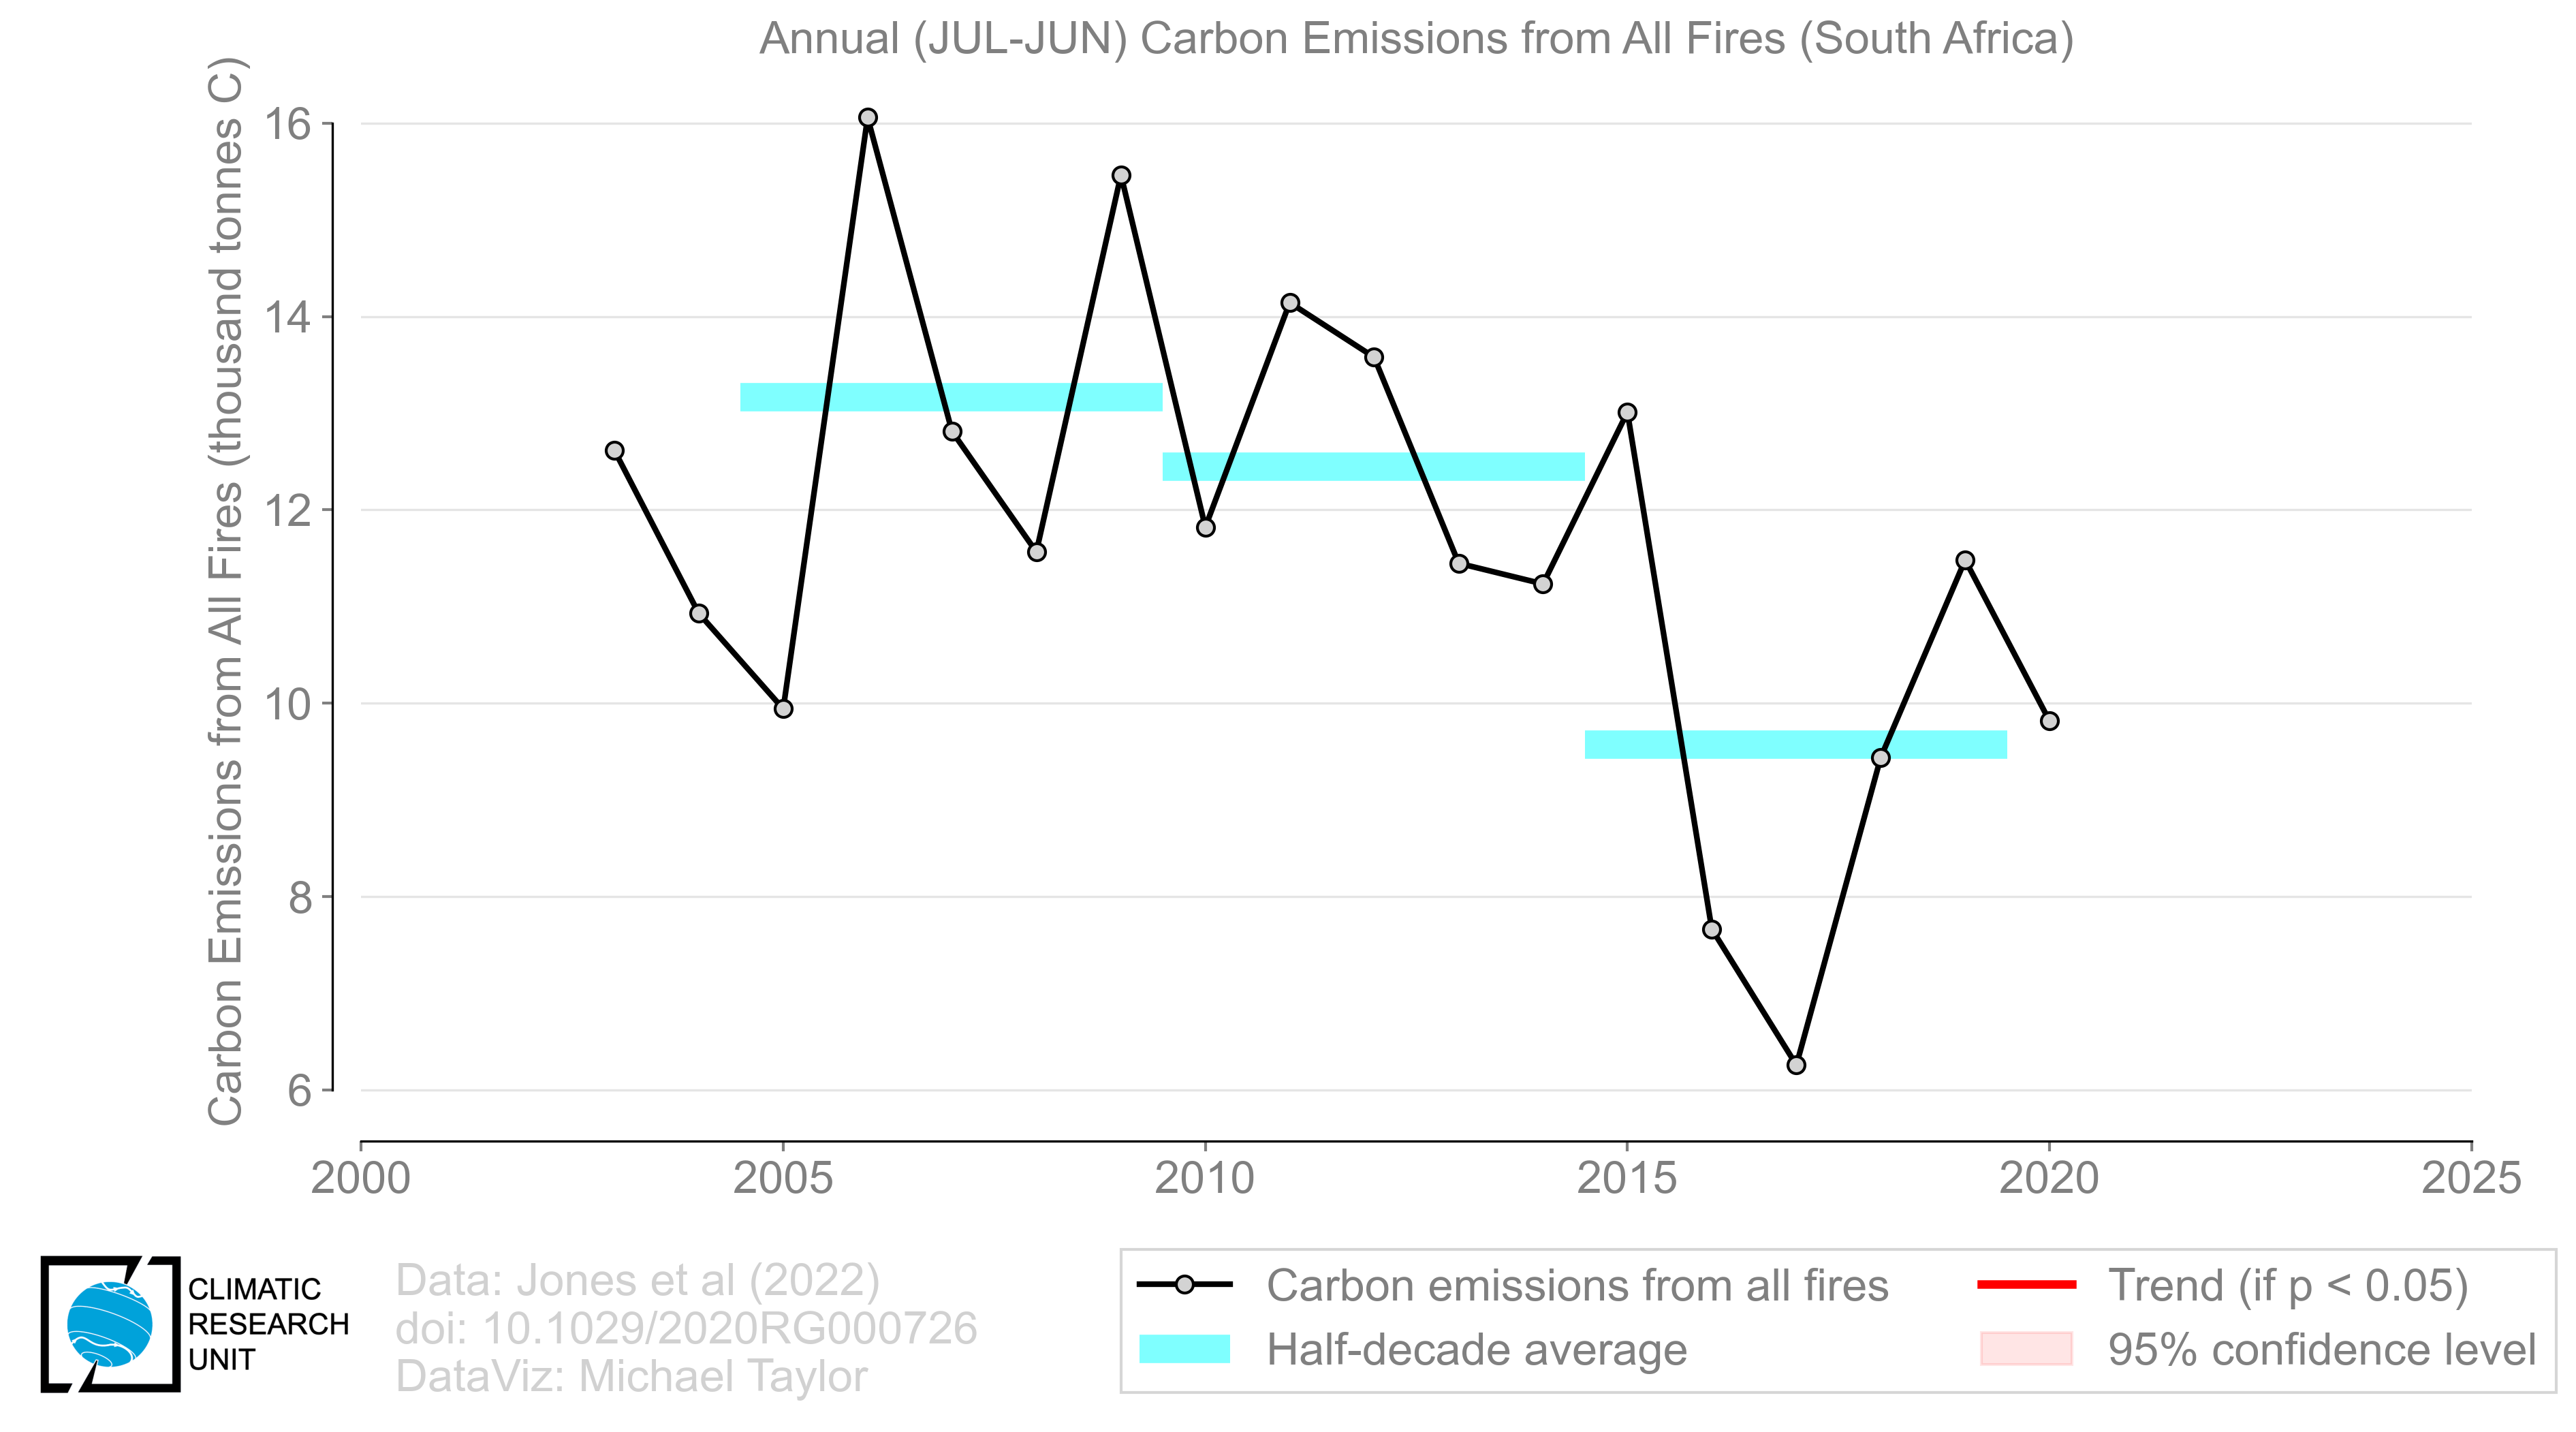 Annual (JUL-JUN) Carbon Emissions from All Fires (South Africa)
Carbon Emissions from All Fires (thousand tonnes C)
16
14
12
10
8
6
2000 2005 2010 2015 2020 2025
CLIMATIC
RESEARCH
UNIT
Data: Jones et al (2022)
doi: 10.1029/2020RG000726
DataViz: Michael Taylor
Carbon emissions from all fires
Half-decade average
Trend (if p < 0.05)
95% confidence level